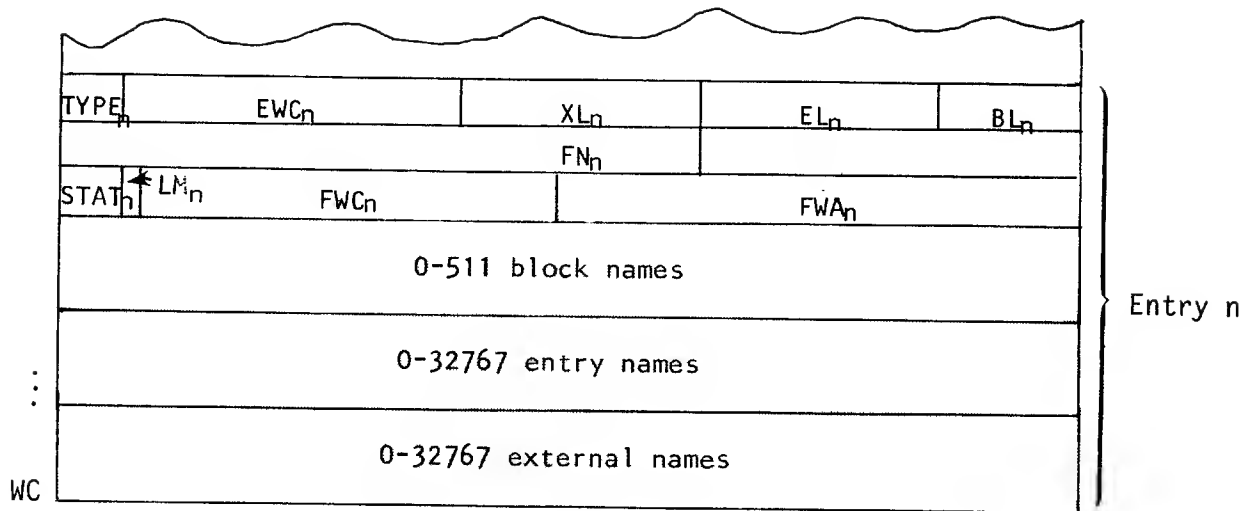 TYPEn EWCn XLn ELn BLn
FNn
STATn LMn FWCn FWAn
0-511 block names
Entry n
0-32767 entry names
⋮
0-32767 external names
WC